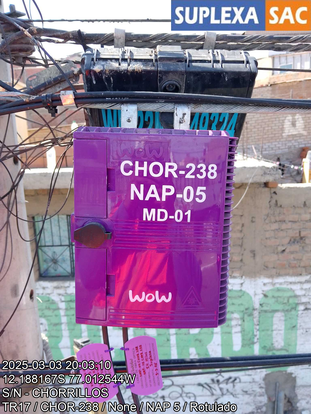 SUPLEXA SAC
CHOR-238
NAP-05
MD-01
WOW
2025-03-03 20:03:10
12.188167S 77.012544W
S/N - CHORRILLOS
TR17 / CHOR-238 / None / NAP 5 / Rotulado